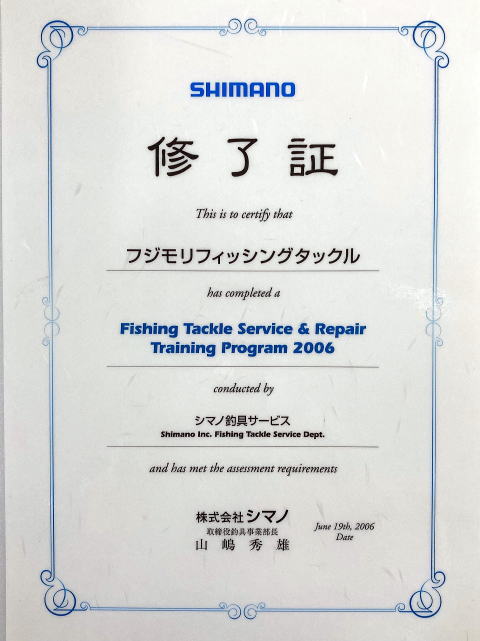 SHIMANO
修了証
This is to certify that
フジモリフィッシングタックル
has completed a
Fishing Tackle Service & Repair
Training Program 2006
conducted by
シマノ釣具サービス
Shimano Inc. Fishing Tackle Service Dept.
and has met the assessment requirements
株式会社シマノ
取締役釣具事業部長
山嶋秀雄
June 19th, 2006
Date